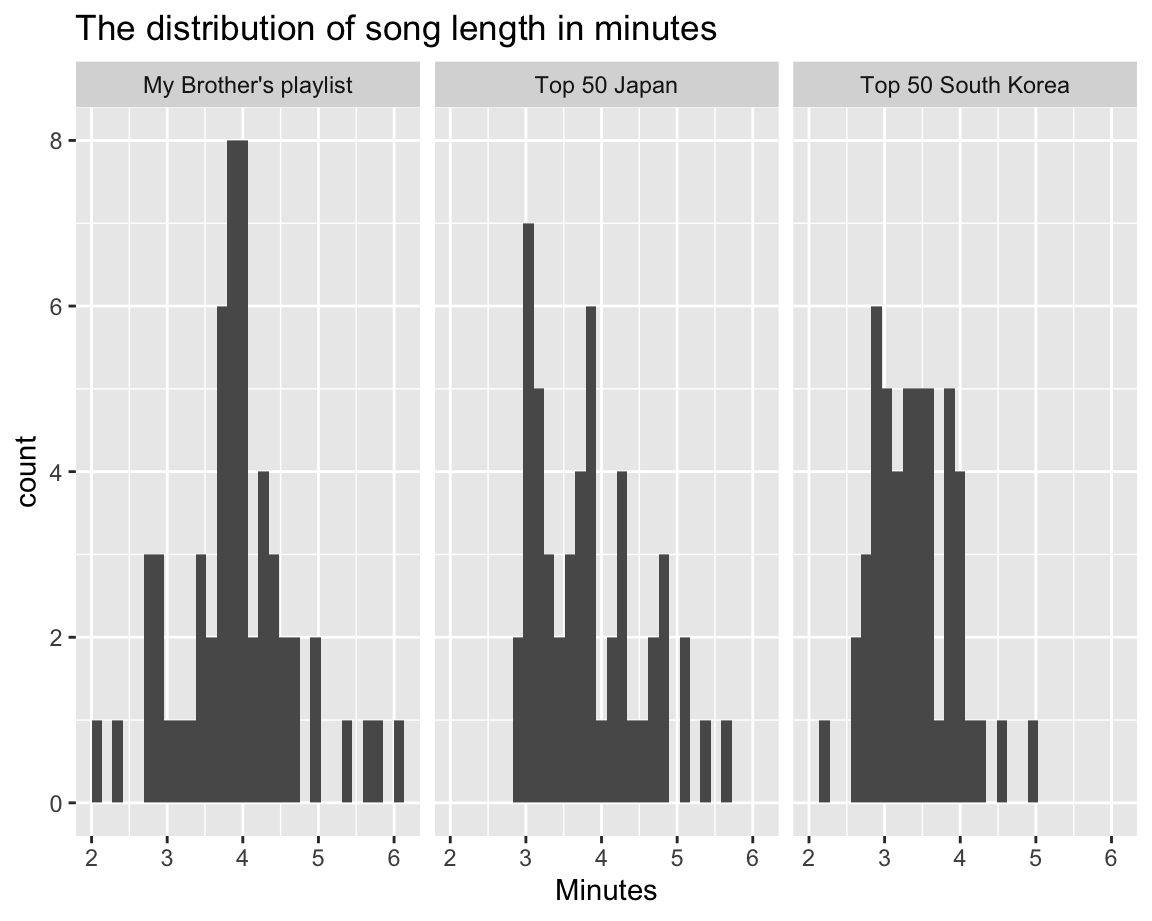 The distribution of song length in minutes
My Brother's playlist Top 50 Japan Top 50 South Korea
8
6
4
2
0
count
2 3 4 5 6 2 3 4 5 6 2 3 4 5 6
Minutes